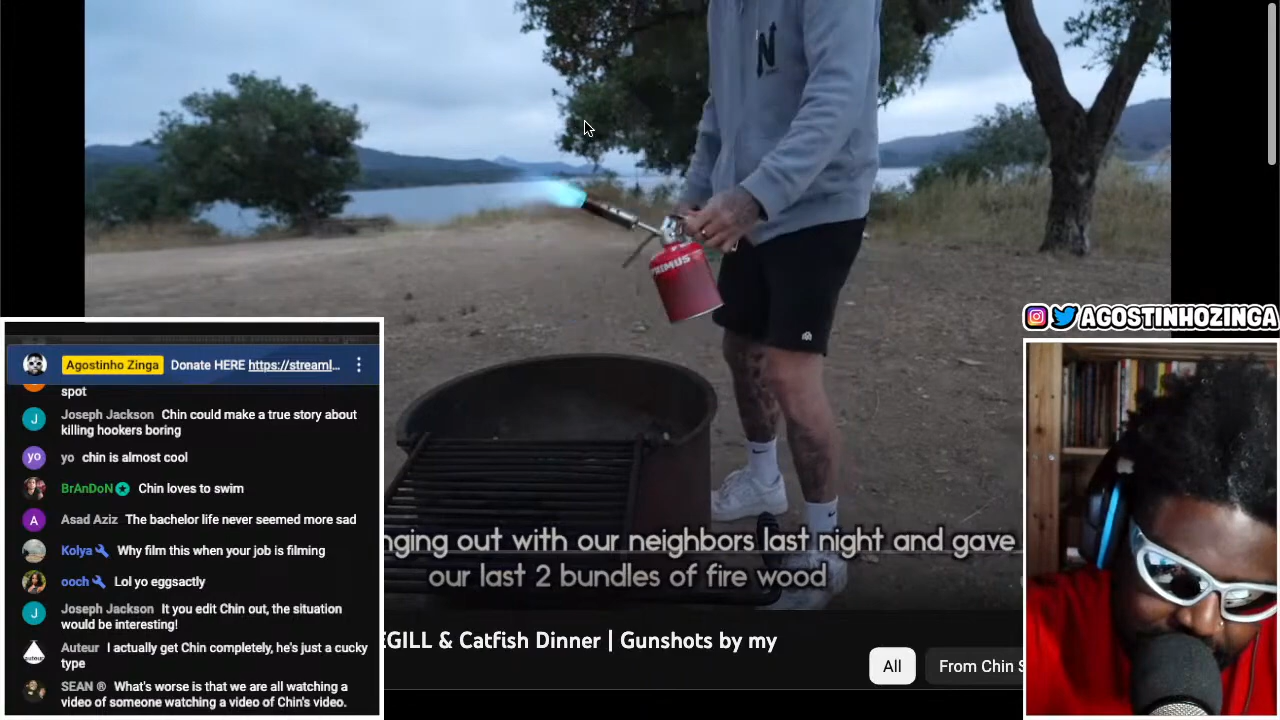 N
PRIMUS
AGOSTINHOZINGA
Agostinho Zinga Donate HERE https://streaml...
spot
Joseph Jackson Chin could make a true story about
killing hookers boring
yo chin is almost cool
BrAnDoN Chin loves to swim
Asad Aziz The bachelor life never seemed more sad
Kolya Why film this when your job is filming
ooch Lol yo eggsactly
Joseph Jackson It you edit Chin out, the situation
would be interesting!
Auteur I actually get Chin completely, he's just a cucky
type
SEAN ® What's worse is that we are all watching a
video of someone watching a video of Chin's video.
nging out with our neighbors last night and gave
our last 2 bundles of fire wood
EGILL & Catfish Dinner | Gunshots by my
All From Chin S